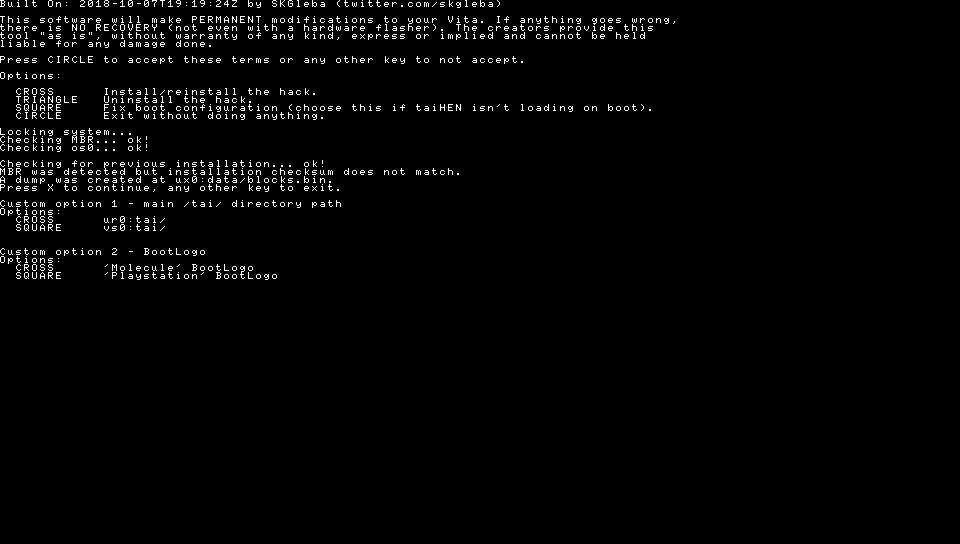 Built On: 2018-10-07T19:19:24Z by SKGleba (twitter.com/skgleba)
This software will make PERMANENT modifications to your Vita. If anything goes wrong,
there is NO RECOVERY (not even with a hardware flasher). The creators provide this
tool "as is", without warranty of any kind, express or implied and cannot be held
liable for any damage done.
Press CIRCLE to accept these terms or any other key to not accept.
Options:
CROSS Install/reinstall the hack.
TRIANGLE Uninstall the hack.
SQUARE Fix boot configuration (choose this if taiHEN isn't loading on boot).
CIRCLE Exit without doing anything.
Locking system...
Checking MBR... ok!
Checking os0... ok!
Checking for previous installation... ok!
MBR was detected but installation checksum does not match.
A dump was created at ux0:data/blocks.bin.
Press X to continue, any other key to exit.
Custom option 1 - main /tai/ directory path
Options:
CROSS ur0:tai/
SQUARE vs0:tai/
Custom option 2 - BootLogo
Options:
CROSS 'Molecule' BootLogo
SQUARE 'Playstation' BootLogo